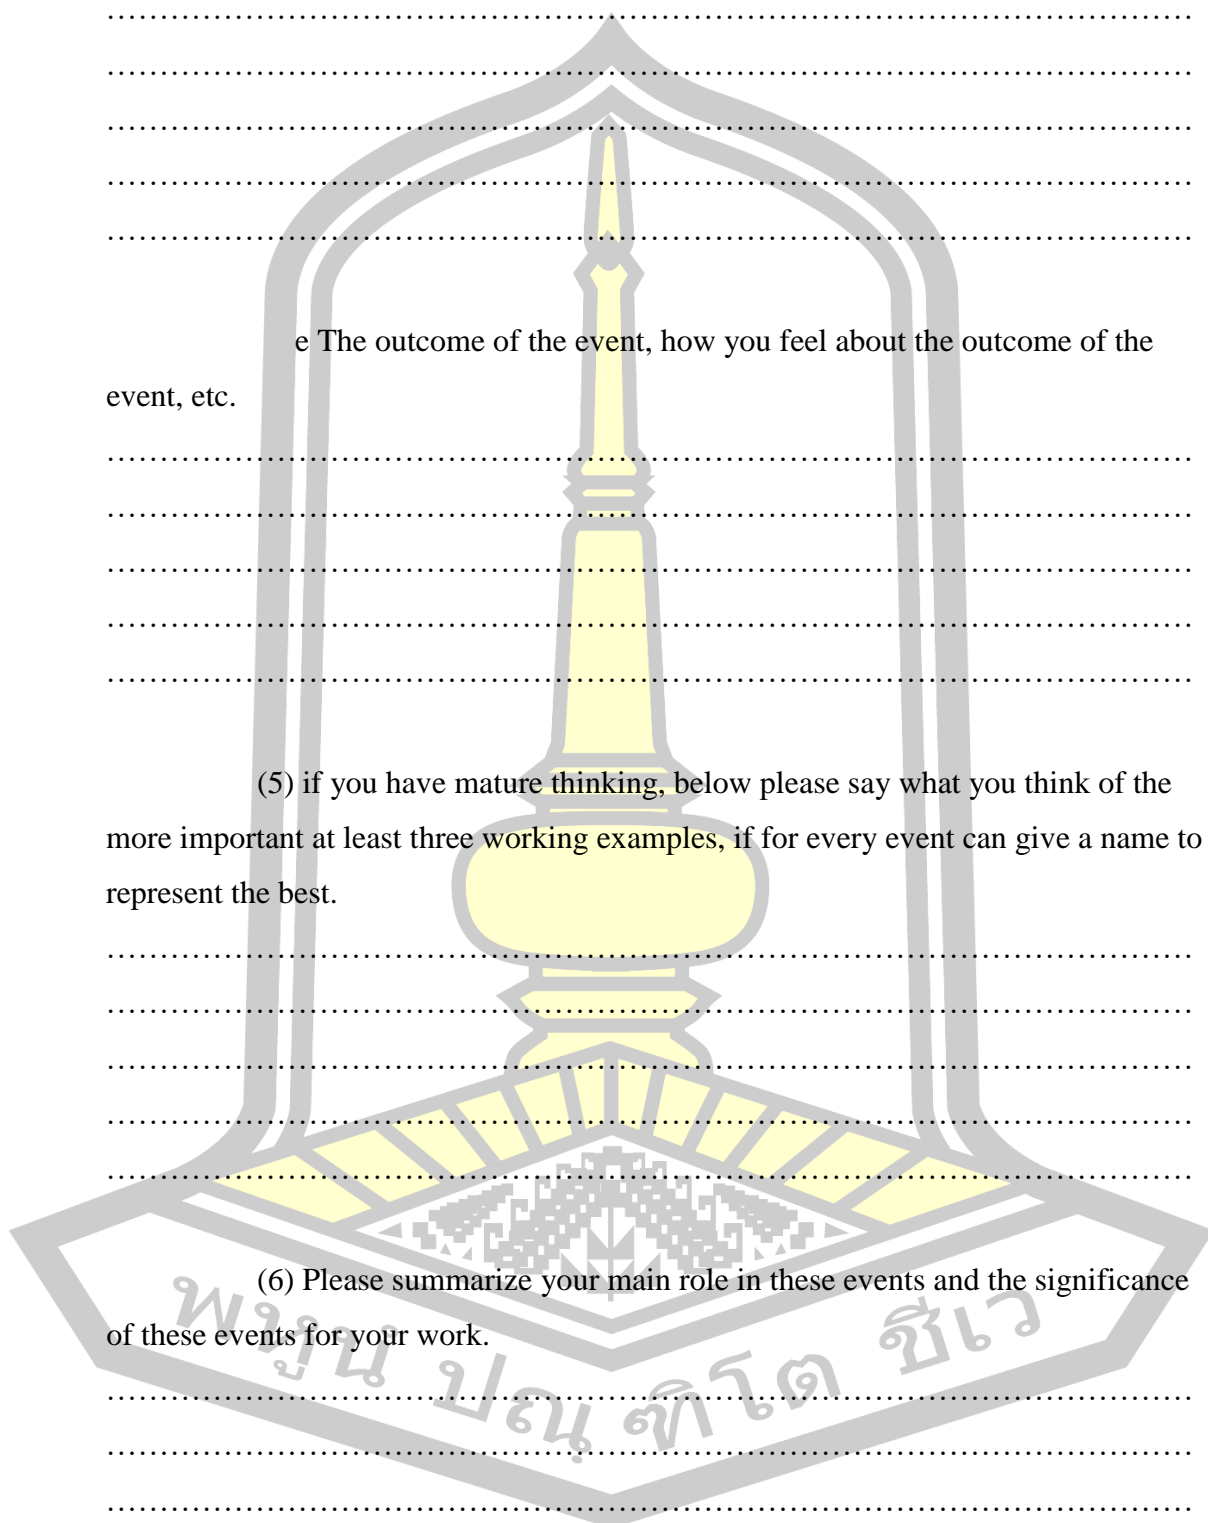 ……………………………………………………………………………………………
……………………………………………………………………………………………
……………………………………………………………………………………………
……………………………………………………………………………………………
……………………………………………………………………………………………
e The outcome of the event, how you feel about the outcome of the
event, etc.
……………………………………………………………………………………………
……………………………………………………………………………………………
……………………………………………………………………………………………
……………………………………………………………………………………………
……………………………………………………………………………………………
(5) if you have mature thinking, below please say what you think of the
more important at least three working examples, if for every event can give a name to
represent the best.
……………………………………………………………………………………………
……………………………………………………………………………………………
……………………………………………………………………………………………
……………………………………………………………………………………………
……………………………………………………………………………………………
(6) Please summarize your main role in these events and the significance
of these events for your work.
……………………………………………………………………………………………
……………………………………………………………………………………………
……………………………………………………………………………………………
พหูนํ ปณฺฑิโต ชีเว